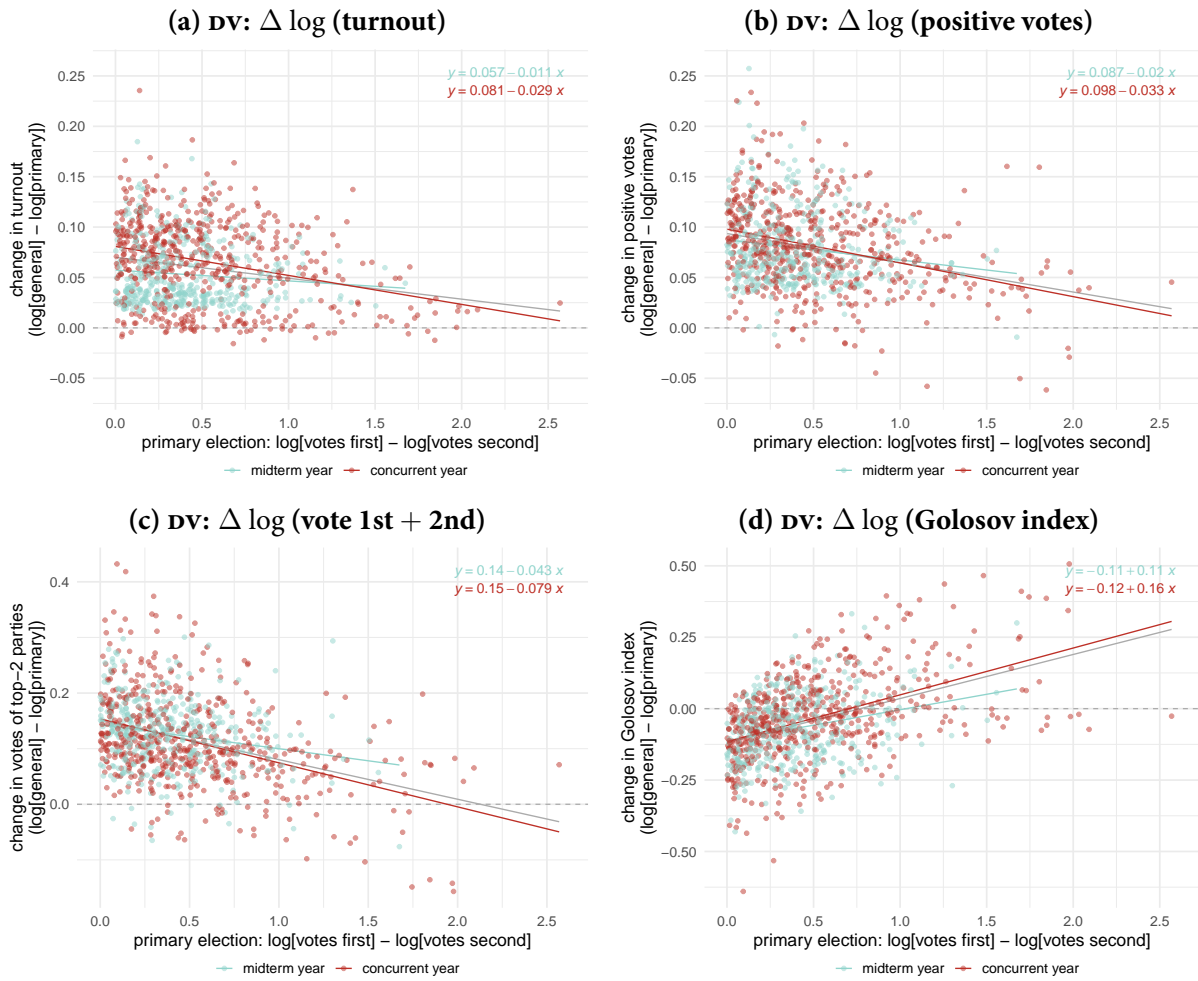 (a) DV: Δ log (turnout)
0.25
0.20
0.15
0.10
0.05
0.00
−0.05
change in turnout
(log[general] − log[primary])
y = 0.057 − 0.011 x
y = 0.081 − 0.029 x
0.0 0.5 1.0 1.5 2.0 2.5
primary election: log[votes first] − log[votes second]
midterm year concurrent year
(b) DV: Δ log (positive votes)
0.25
0.20
0.15
0.10
0.05
0.00
−0.05
change in positive votes
(log[general] − log[primary])
y = 0.087 − 0.02 x
y = 0.098 − 0.033 x
0.0 0.5 1.0 1.5 2.0 2.5
primary election: log[votes first] − log[votes second]
midterm year concurrent year
(c) DV: Δ log (vote 1st + 2nd)
0.4
0.2
0.0
change in votes of top−2 parties
(log[general] − log[primary])
y = 0.14 − 0.043 x
y = 0.15 − 0.079 x
0.0 0.5 1.0 1.5 2.0 2.5
primary election: log[votes first] − log[votes second]
midterm year concurrent year
(d) DV: Δ log (Golosov index)
0.50
0.25
0.00
−0.25
−0.50
change in Golosov index
(log[general] − log[primary])
y = −0.11 + 0.11 x
y = −0.12 + 0.16 x
0.0 0.5 1.0 1.5 2.0 2.5
primary election: log[votes first] − log[votes second]
midterm year concurrent year